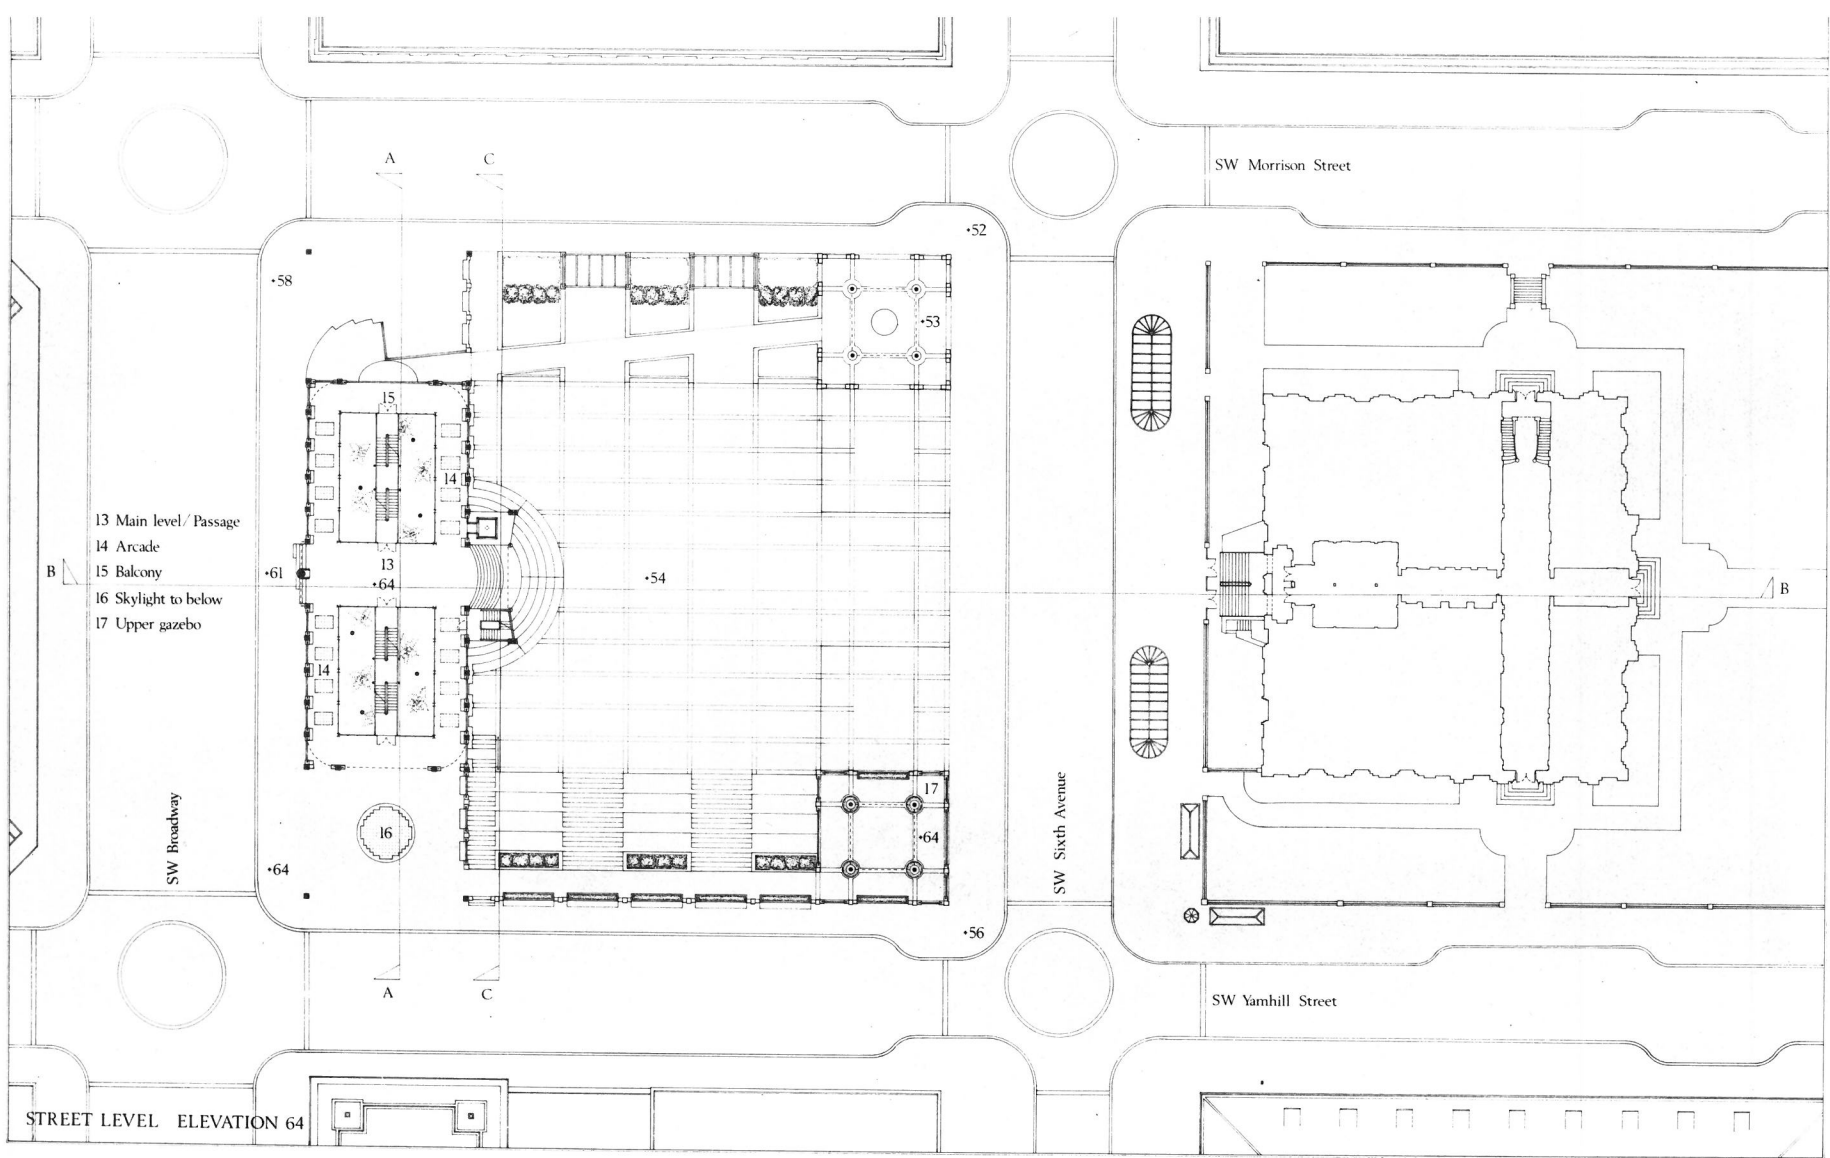 A
C
SW Morrison Street
52
58
53
15
14
13 Main level/Passage
14 Arcade
15 Balcony
16 Skylight to below
17 Upper gazebo
B
61
13
64
54
B
14
SW Broadway
SW Sixth Avenue
17
16
64
64
56
A
C
SW Yamhill Street
STREET LEVEL ELEVATION 64